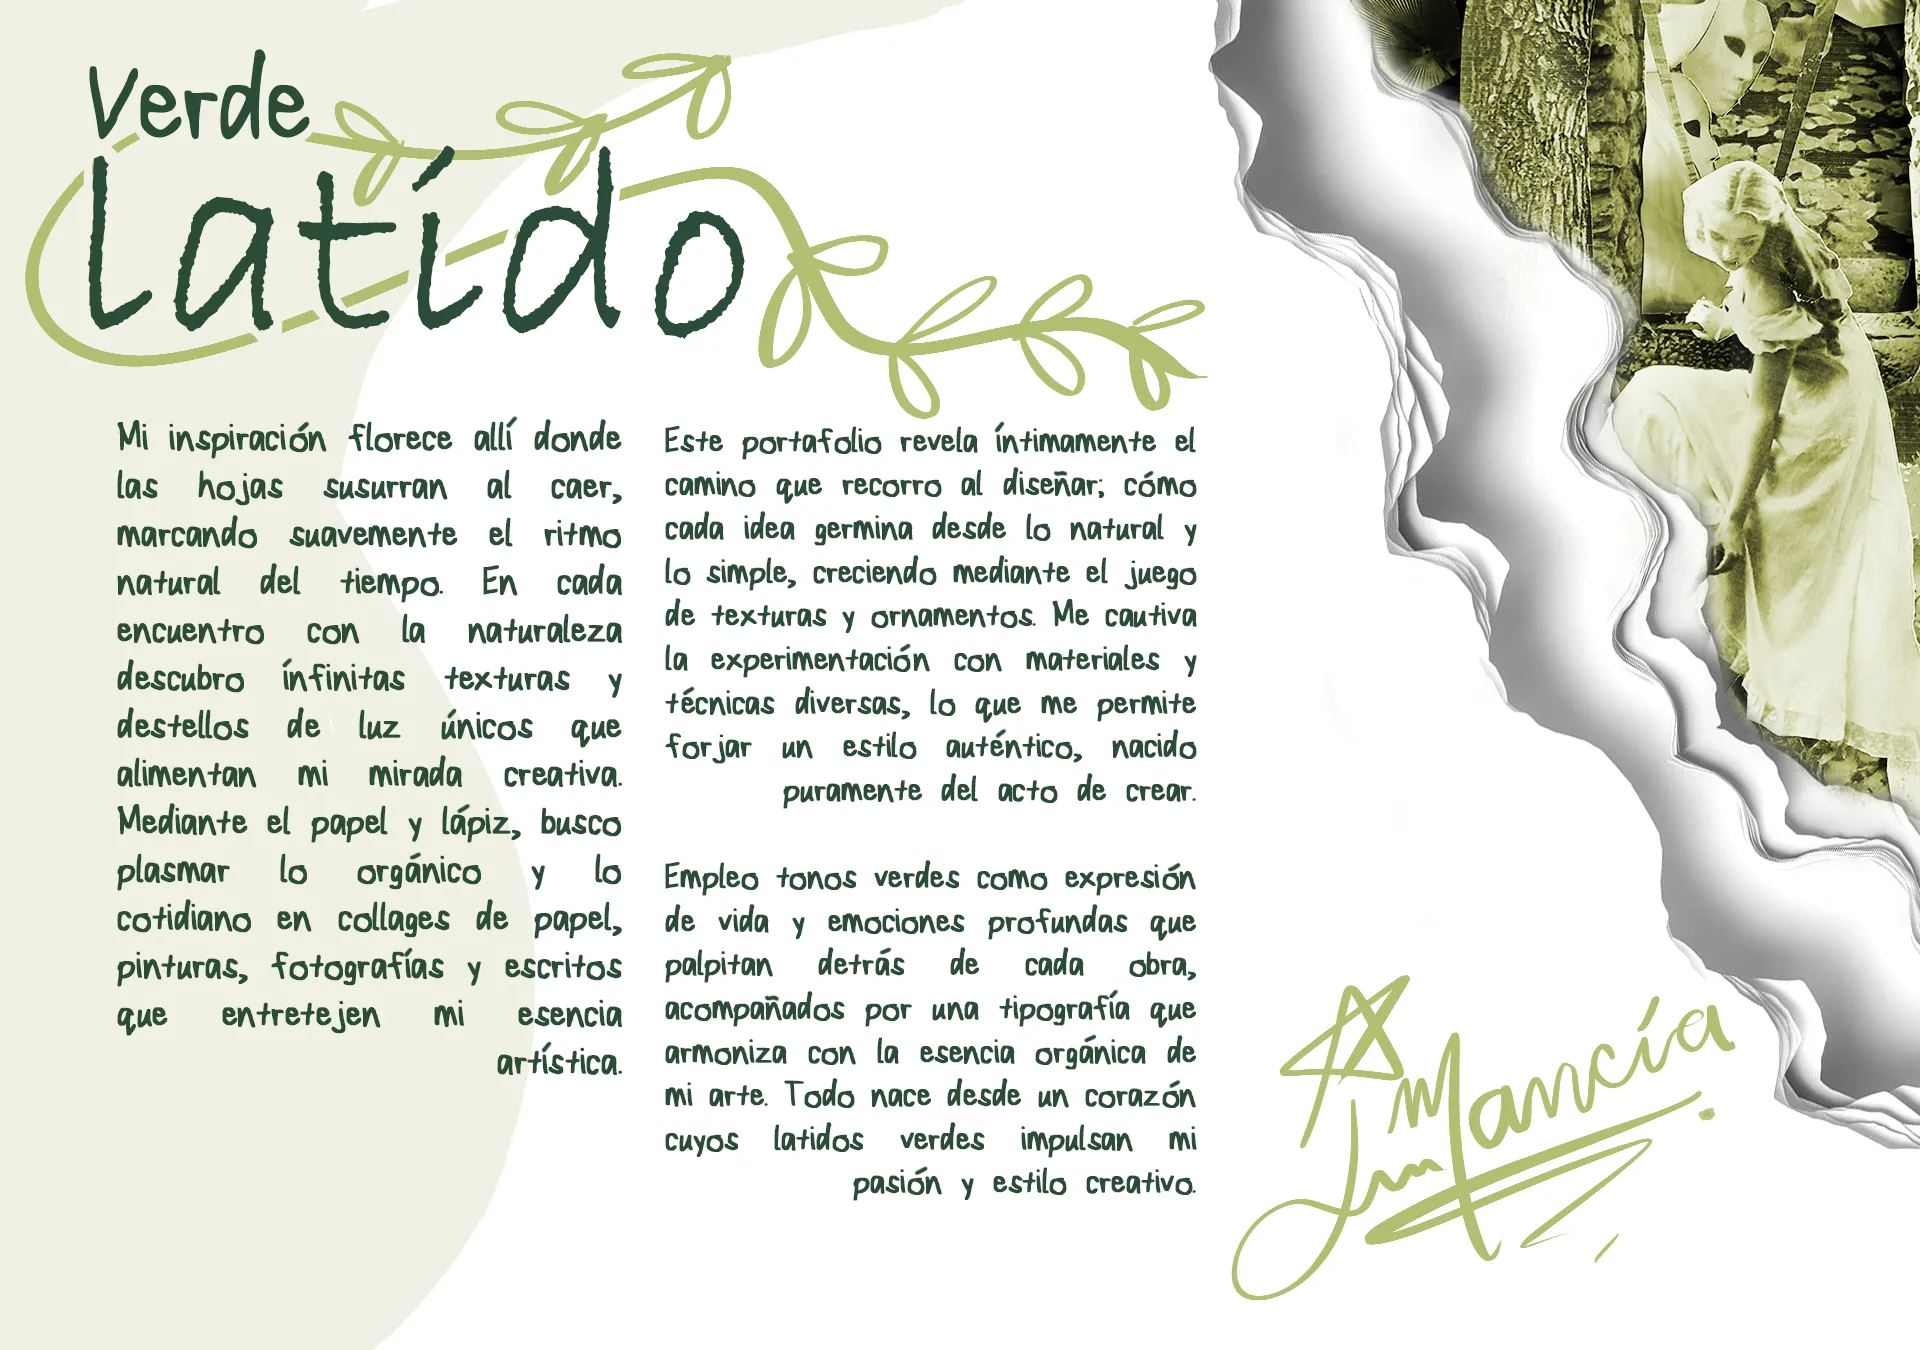 Verde
latído
Mi inspiración florece allí donde
las hojas susurran al caer,
marcando suavemente el ritmo
natural del tiempo. En cada
encuentro con la naturaleza
descubro ínfinitas texturas y
destellos de luz únicos que
alimentan mi mirada creativa.
Mediante el papel y lápiz, busco
plasmar lo orgánico y lo
cotidiano en collages de papel,
pinturas, fotografías y escritos
que entretejen mi esencia
artística.
Este portafolio revela íntimamente el
camino que recorro al diseñar; cómo
cada idea germina desde lo natural y
lo simple, creciendo mediante el juego
de texturas y ornamentos. Me cautiva
la experimentación con materiales y
técnicas diversas, lo que me permite
forjar un estilo auténtico, nacido
puramente del acto de crear.
Empleo tonos verdes como expresión
de vida y emociones profundas que
palpitan detrás de cada obra,
acompañados por una tipografía que
armoniza con la esencia orgánica de
mi arte. Todo nace desde un corazón
cuyos latidos verdes impulsan mi
pasión y estilo creativo.
Mancía